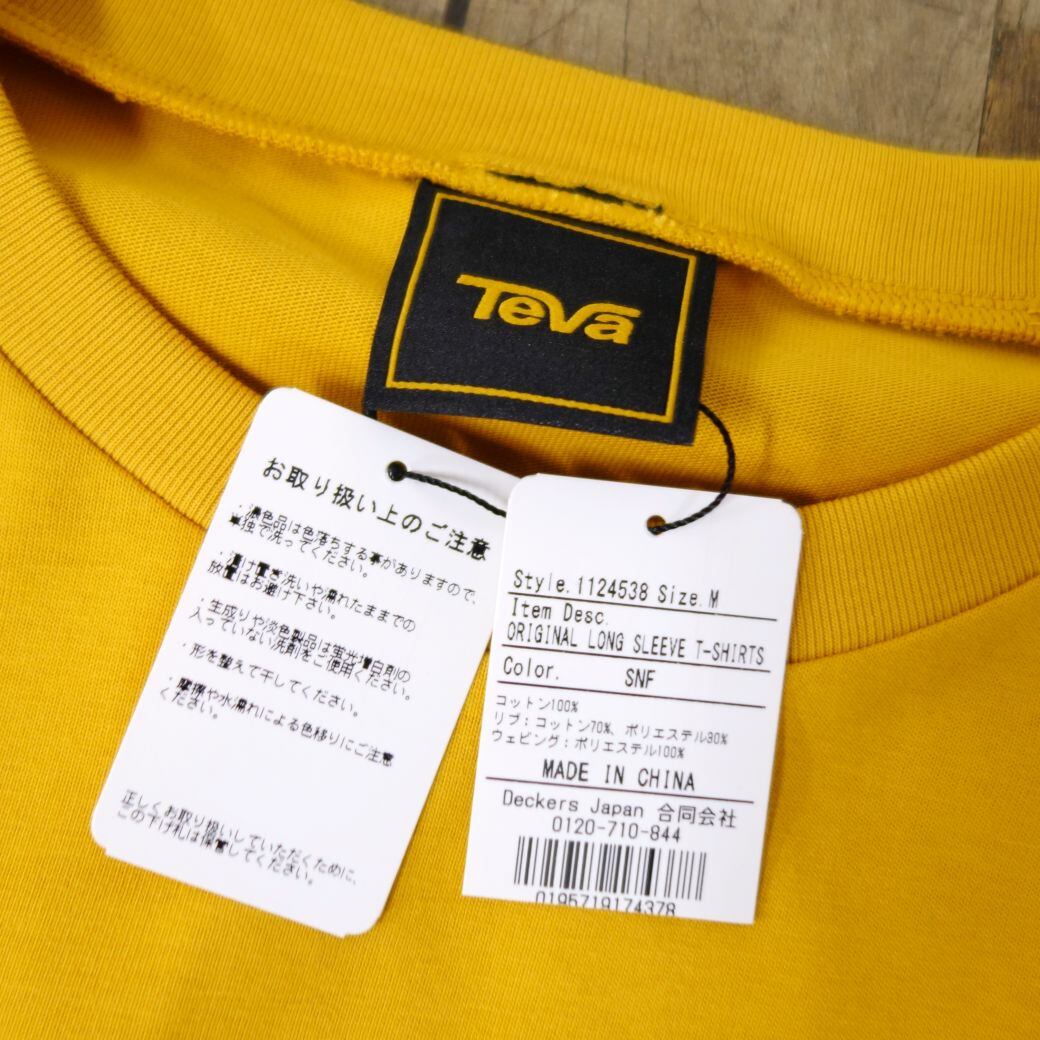 Teva
お取り扱い上のご注意
・濃色品は色落ちする事がありますので、
単独で洗ってください。
・漬け置き洗いや濡れたままでの
放置はお避け下さい。
・生成りや淡色製品は蛍光増白剤の
入っていない洗剤をご使用ください。
・形を整えて干してください。
・摩擦や水濡れによる色移りにご注意
ください。
正しくお取り扱いしていただくために、
この下げ札は保管してください。
Style. 1124538 Size. M
Item Desc.
ORIGINAL LONG SLEEVE T-SHIRTS
Color. SNF
コットン100%
リブ:コットン70%、ポリエステル30%
ウェビング:ポリエステル100%
MADE IN CHINA
Deckers Japan 合同会社
0120-710-844
0195719174378